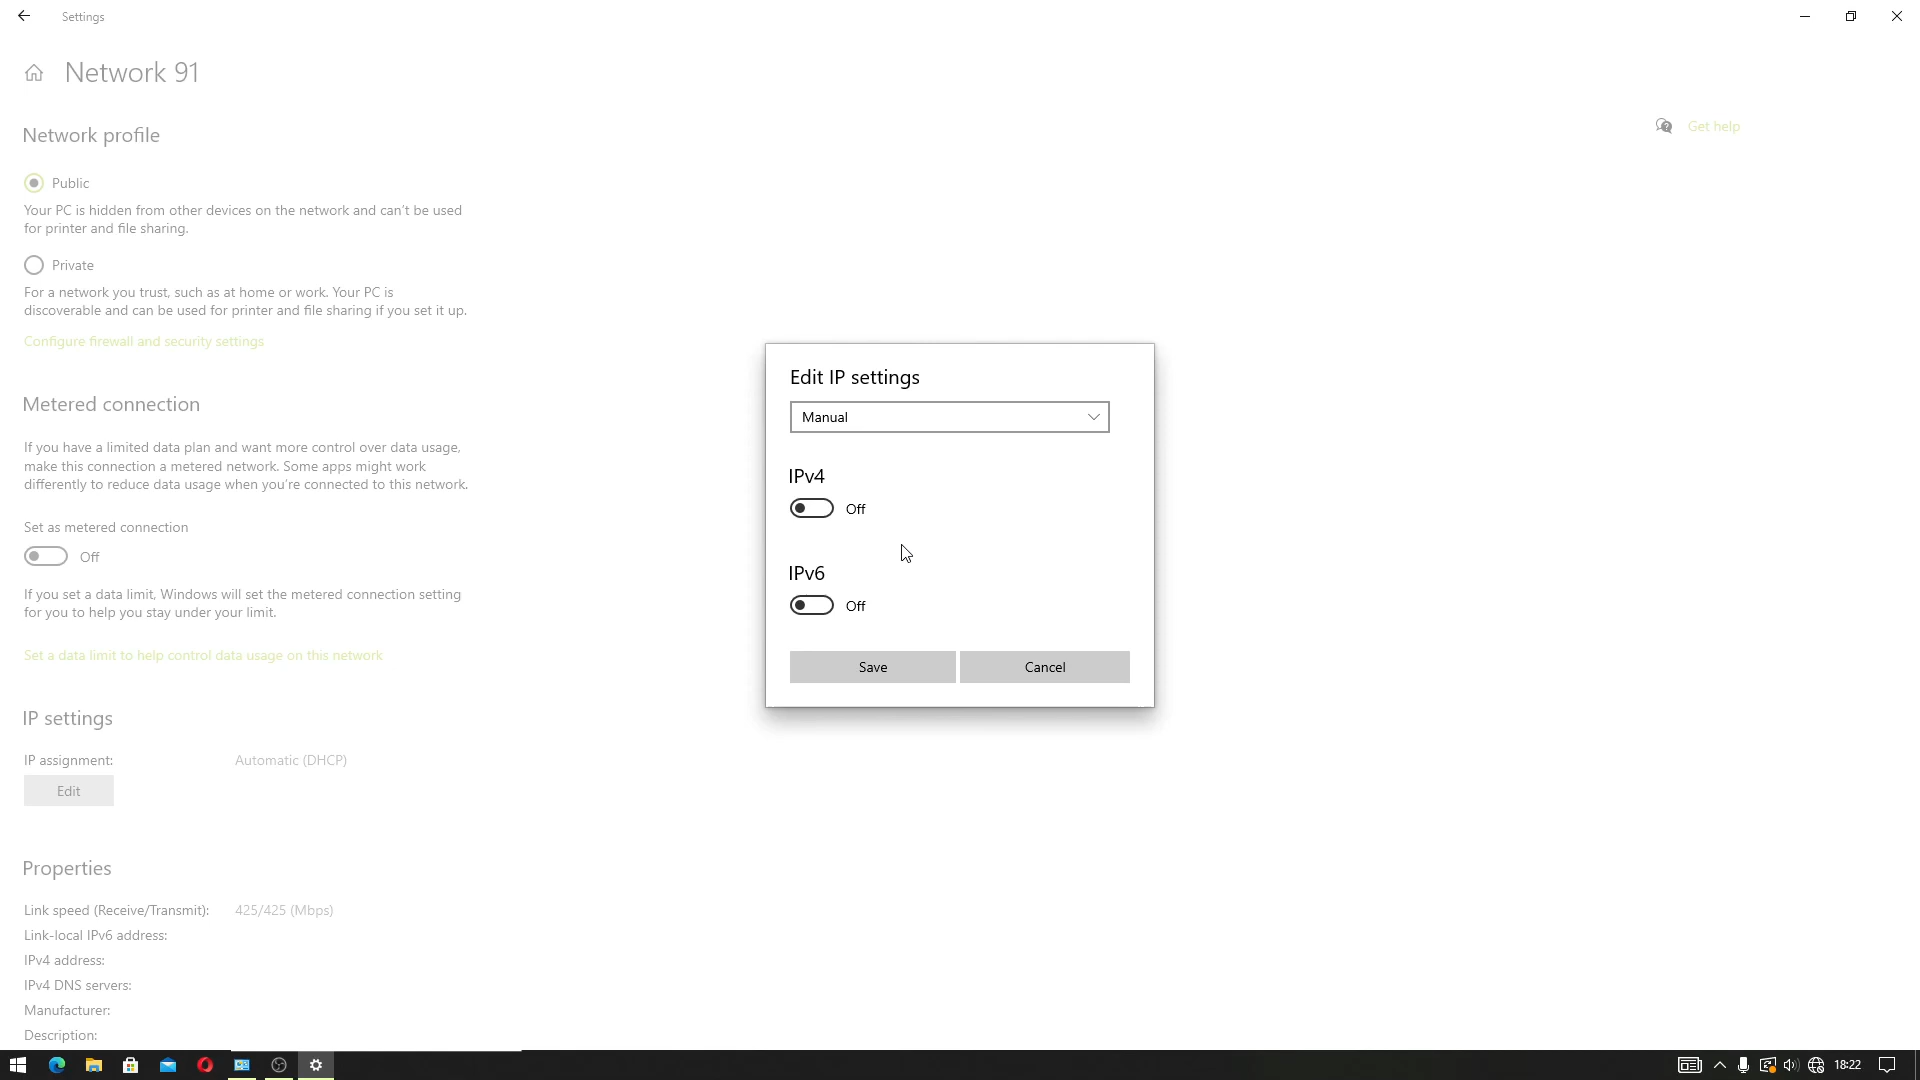 Settings
Network 91
Get help
Network profile
Public
Your PC is hidden from other devices on the network and can't be used
for printer and file sharing.
Private
For a network you trust, such as at home or work. Your PC is
discoverable and can be used for printer and file sharing if you set it up.
Configure firewall and security settings
Metered connection
If you have a limited data plan and want more control over data usage,
make this connection a metered network. Some apps might work
differently to reduce data usage when you're connected to this network.
Set as metered connection
Off
If you set a data limit, Windows will set the metered connection setting
for you to help you stay under your limit.
Set a data limit to help control data usage on this network
IP settings
IP assignment: Automatic (DHCP)
Edit
Properties
Link speed (Receive/Transmit): 425/425 (Mbps)
Link-local IPv6 address:
IPv4 address:
IPv4 DNS servers:
Manufacturer:
Description:
Edit IP settings
Manual
IPv4
Off
IPv6
Off
Save Cancel
18:22